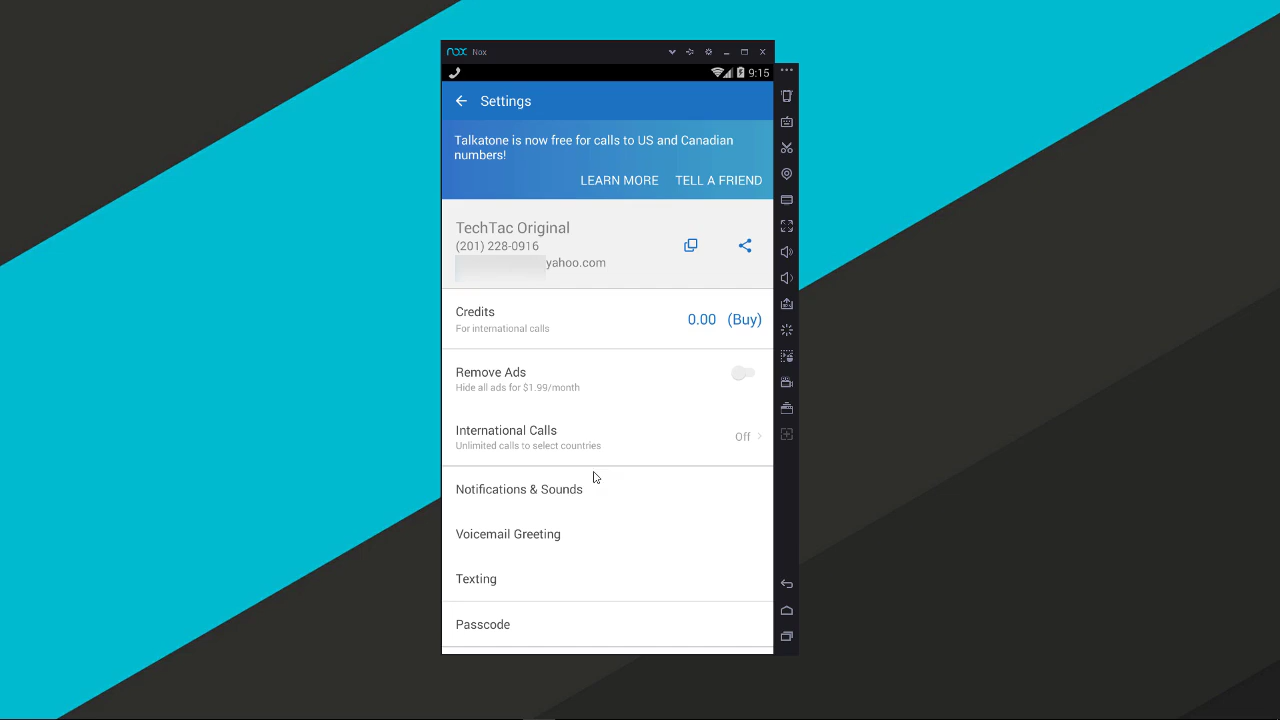 nox Nox
9:15
Settings
Talkatone is now free for calls to US and Canadian
numbers!
LEARN MORE TELL A FRIEND
TechTac Original
(201) 228-0916
yahoo.com
Credits
For international calls
0.00 (Buy)
Remove Ads
Hide all ads for $1.99/month
International Calls
Unlimited calls to select countries
Off
Notifications & Sounds
Voicemail Greeting
Texting
Passcode